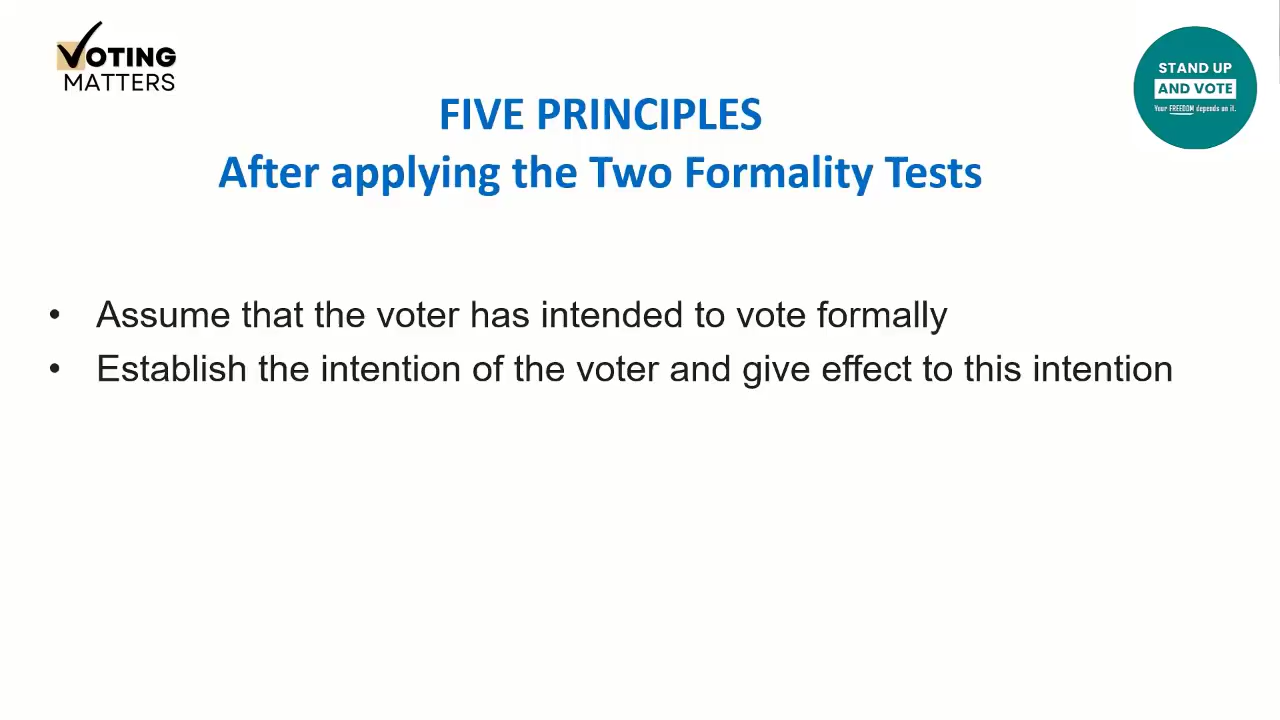 VOTING
MATTERS
STAND UP
AND VOTE
Your FREEDOM depends on it.
FIVE PRINCIPLES
After applying the Two Formality Tests
• Assume that the voter has intended to vote formally
• Establish the intention of the voter and give effect to this intention